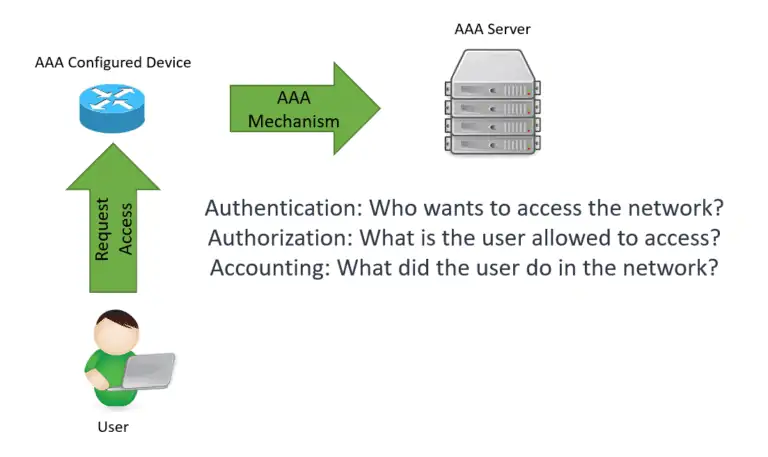 AAA Server
AAA Configured Device
AAA
Mechanism
Request
Access
Authentication: Who wants to access the network?
Authorization: What is the user allowed to access?
Accounting: What did the user do in the network?
User